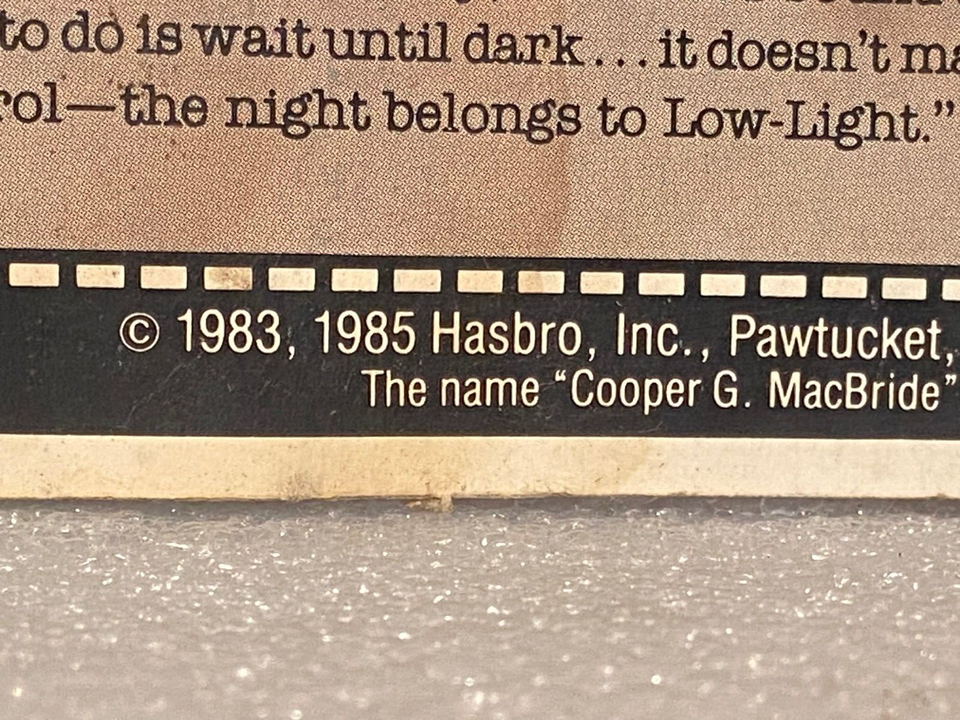 to do is wait until dark...it doesn't ma
rol—the night belongs to Low-Light."
© 1983, 1985 Hasbro, Inc., Pawtucket,
The name "Cooper G. MacBride"